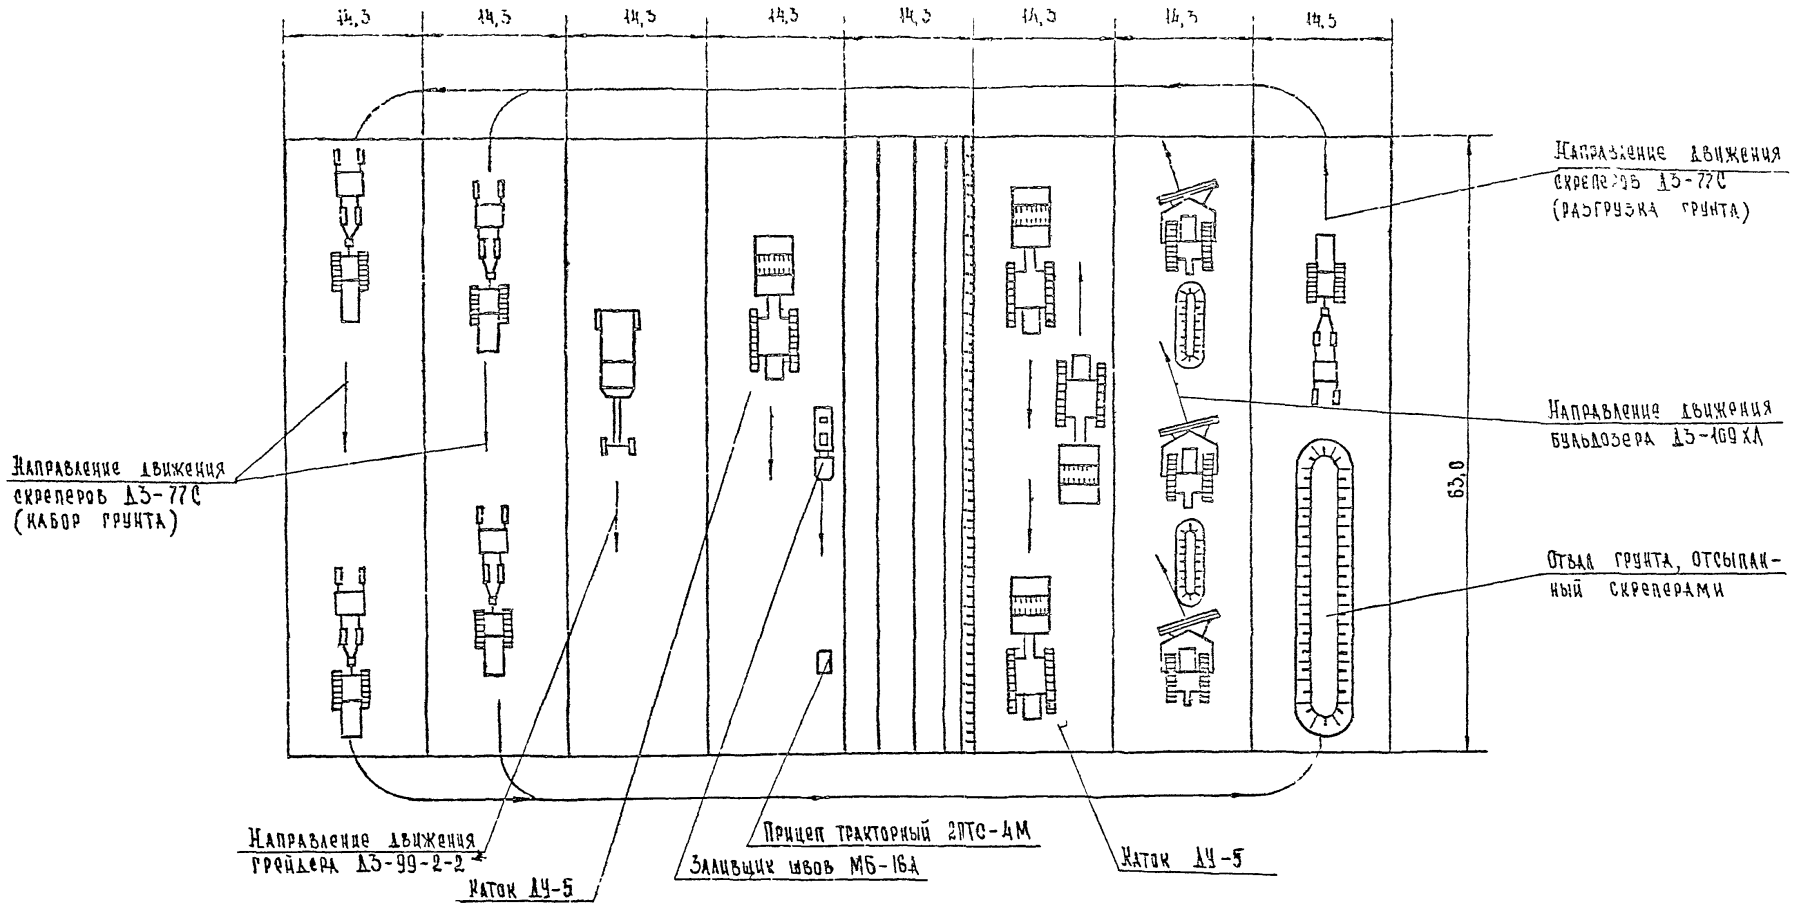 14,3 14,3 14,3 14,3 14,3 14,3 14,3 14,3
Направление движения
скреперов ДЗ-77С
(разгрузка грунта)
Направление движения
бульдозера ДЗ-109ХЛ
63,0
Направление движения
скреперов ДЗ-77С
(набор грунта)
Отвал грунта, отсыпан-
ный скреперами
Направление движения
грейдера ДЗ-99-2-2
Каток ДУ-5
Прицеп тракторный 2ПТС-4М
Заливщик швов МБ-16А
Каток ДУ-5